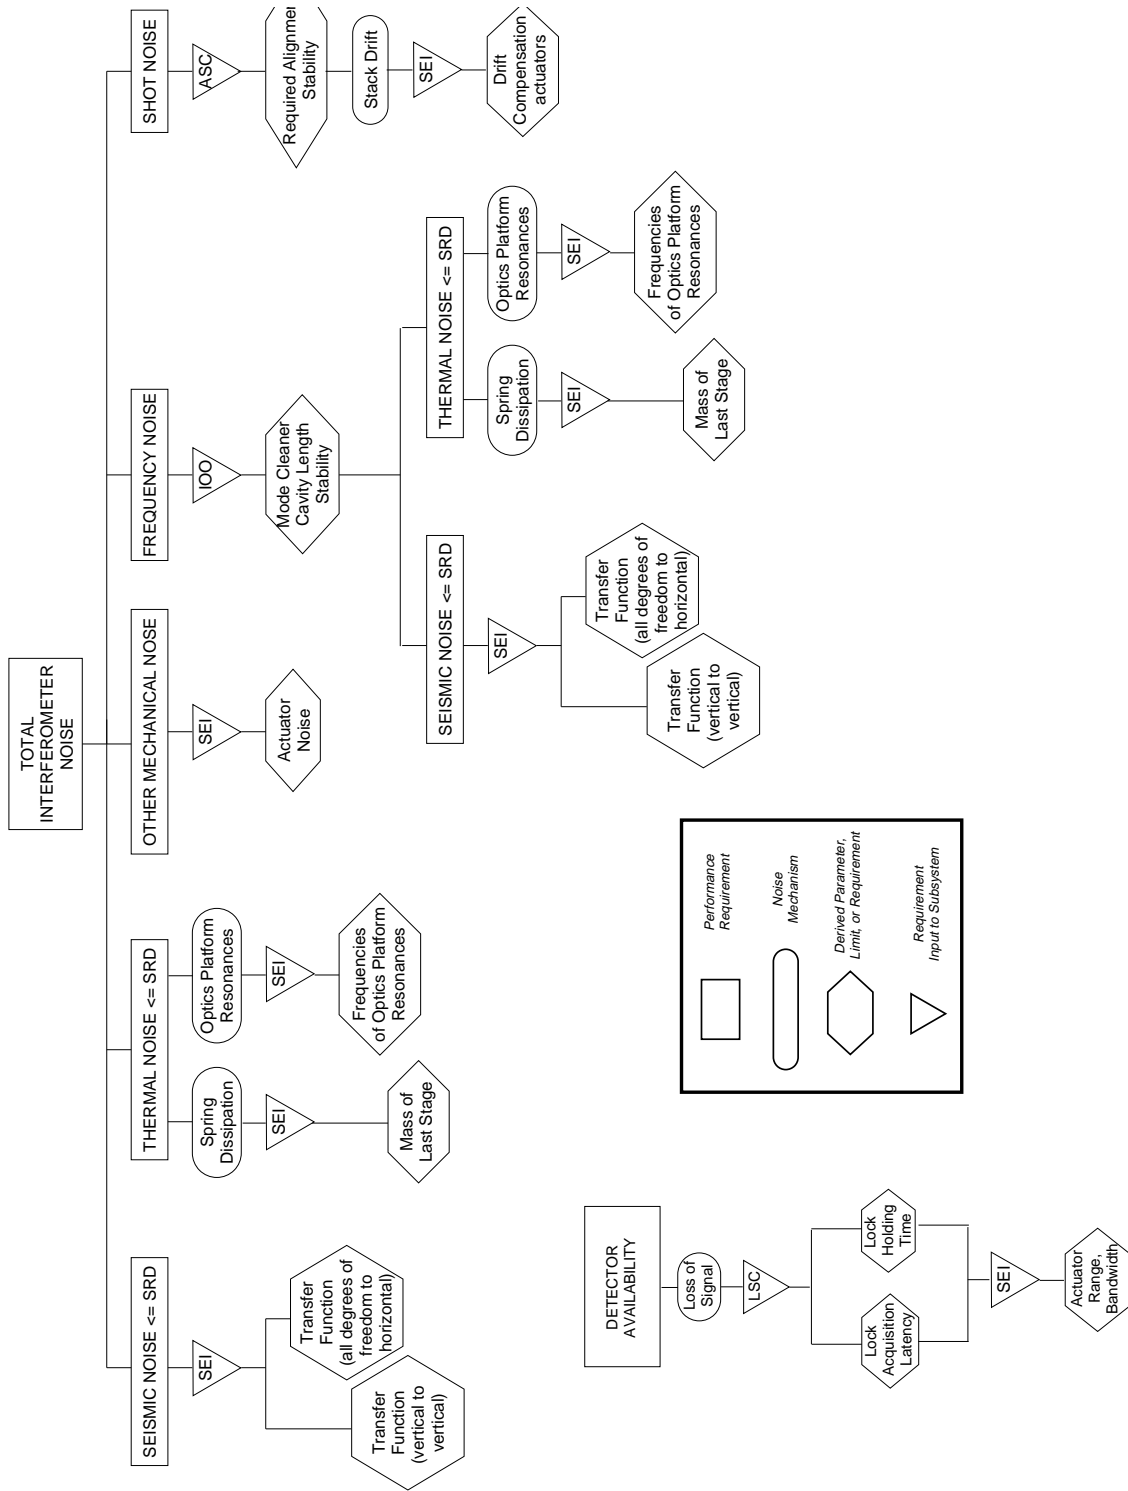 TOTAL
INTERFEROMETER
NOISE
SEISMIC NOISE <= SRD
SEI
Transfer
Function
(vertical to
vertical)
Transfer
Function
(all degrees of
freedom to
horizontal)
THERMAL NOISE <= SRD
Spring
Dissipation
SEI
Mass of
Last Stage
Optics Platform
Resonances
SEI
Frequencies
of Optics Platform
Resonances
OTHER MECHANICAL NOSE
SEI
Actuator
Noise
FREQUENCY NOISE
IOO
Mode Cleaner
Cavity Length
Stability
SEISMIC NOISE <= SRD
SEI
Transfer
Function
(vertical to
vertical)
Transfer
Function
(all degrees of
freedom to
horizontal)
THERMAL NOISE <= SRD
Spring
Dissipation
SEI
Mass of
Last Stage
Optics Platform
Resonances
SEI
Frequencies
of Optics Platform
Resonances
SHOT NOISE
ASC
Required Alignmen
Stability
Stack Drift
SEI
Drift
Compensation
actuators
DETECTOR
AVAILABILITY
Loss of
Signal
LSC
Lock
Acquisition
Latency
Lock
Holding
Time
SEI
Actuator
Range,
Bandwidth
Performance
Requirement
Noise
Mechanism
Derived Parameter,
Limit, or Requirement
Requirement
Input to Subsystem